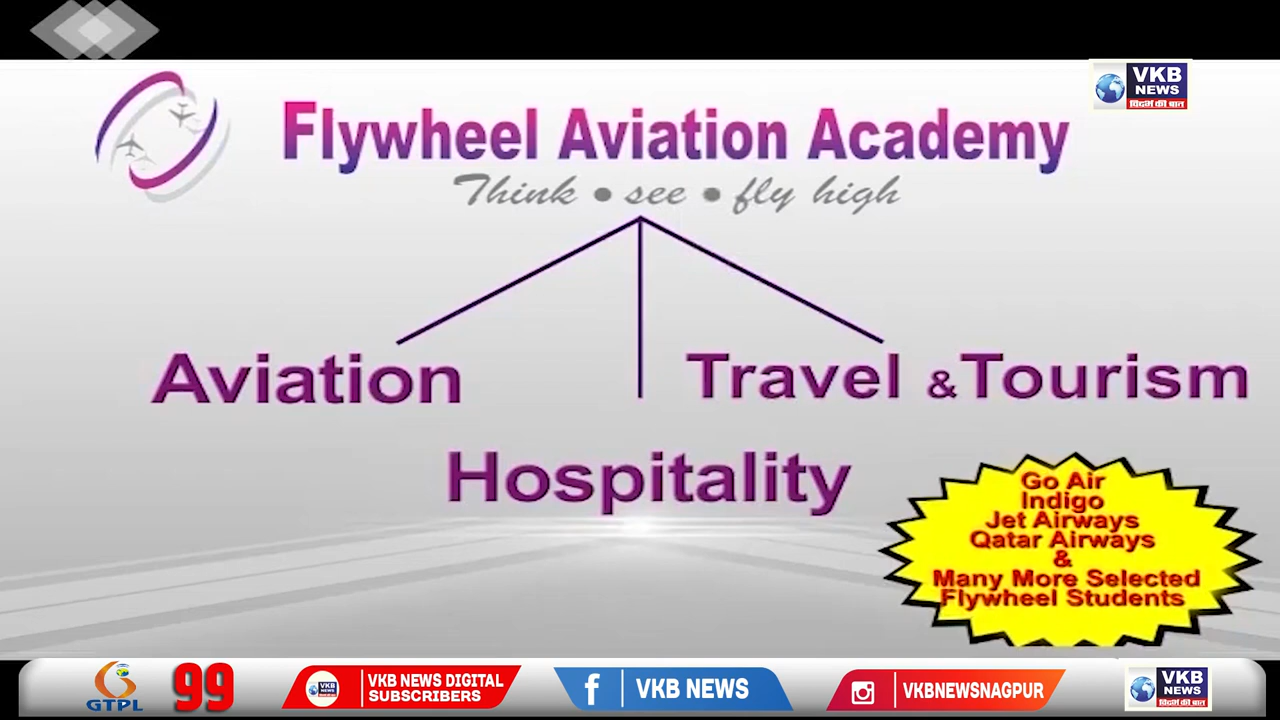 VKB
NEWS
विदर्भ की बात
Flywheel Aviation Academy
Think • see • fly high
Aviation
Travel & Tourism
Hospitality
Go Air
Indigo
Jet Airways
Qatar Airways
&
Many More Selected
Flywheel Students
GTPL
99
VKB
NEWS
VKB NEWS DIGITAL
SUBSCRIBERS
f
VKB NEWS
VKBNEWSNAGPUR
VKB
NEWS
विदर्भ की बात